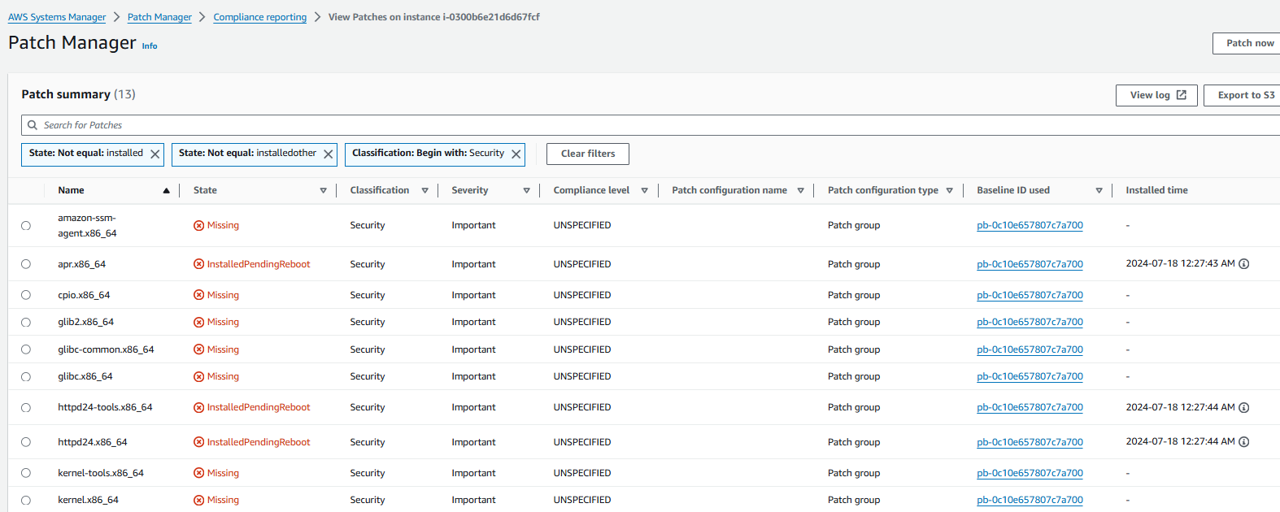 AWS Systems Manager > Patch Manager > Compliance reporting > View Patches on instance i-0300b6e21d6d67fcf
Patch Manager Info
Patch now
Patch summary (13)
View log
Export to S3
Search for Patches
State: Not equal: installed
State: Not equal: installedother
Classification: Begin with: Security
Clear filters
Name State Classification Severity Compliance level Patch configuration name Patch configuration type Baseline ID used Installed time
amazon-ssm-
agent.x86_64 Missing Security Important UNSPECIFIED Patch group pb-0c10e657807c7a700 -
apr.x86_64 InstalledPendingReboot Security Important UNSPECIFIED Patch group pb-0c10e657807c7a700 2024-07-18 12:27:43 AM
cpio.x86_64 Missing Security Important UNSPECIFIED Patch group pb-0c10e657807c7a700 -
glib2.x86_64 Missing Security Important UNSPECIFIED Patch group pb-0c10e657807c7a700 -
glibc-common.x86_64 Missing Security Important UNSPECIFIED Patch group pb-0c10e657807c7a700 -
glibc.x86_64 Missing Security Important UNSPECIFIED Patch group pb-0c10e657807c7a700 -
httpd24-tools.x86_64 InstalledPendingReboot Security Important UNSPECIFIED Patch group pb-0c10e657807c7a700 2024-07-18 12:27:44 AM
httpd24.x86_64 InstalledPendingReboot Security Important UNSPECIFIED Patch group pb-0c10e657807c7a700 2024-07-18 12:27:44 AM
kernel-tools.x86_64 Missing Security Important UNSPECIFIED Patch group pb-0c10e657807c7a700 -
kernel.x86_64 Missing Security Important UNSPECIFIED Patch group pb-0c10e657807c7a700 -